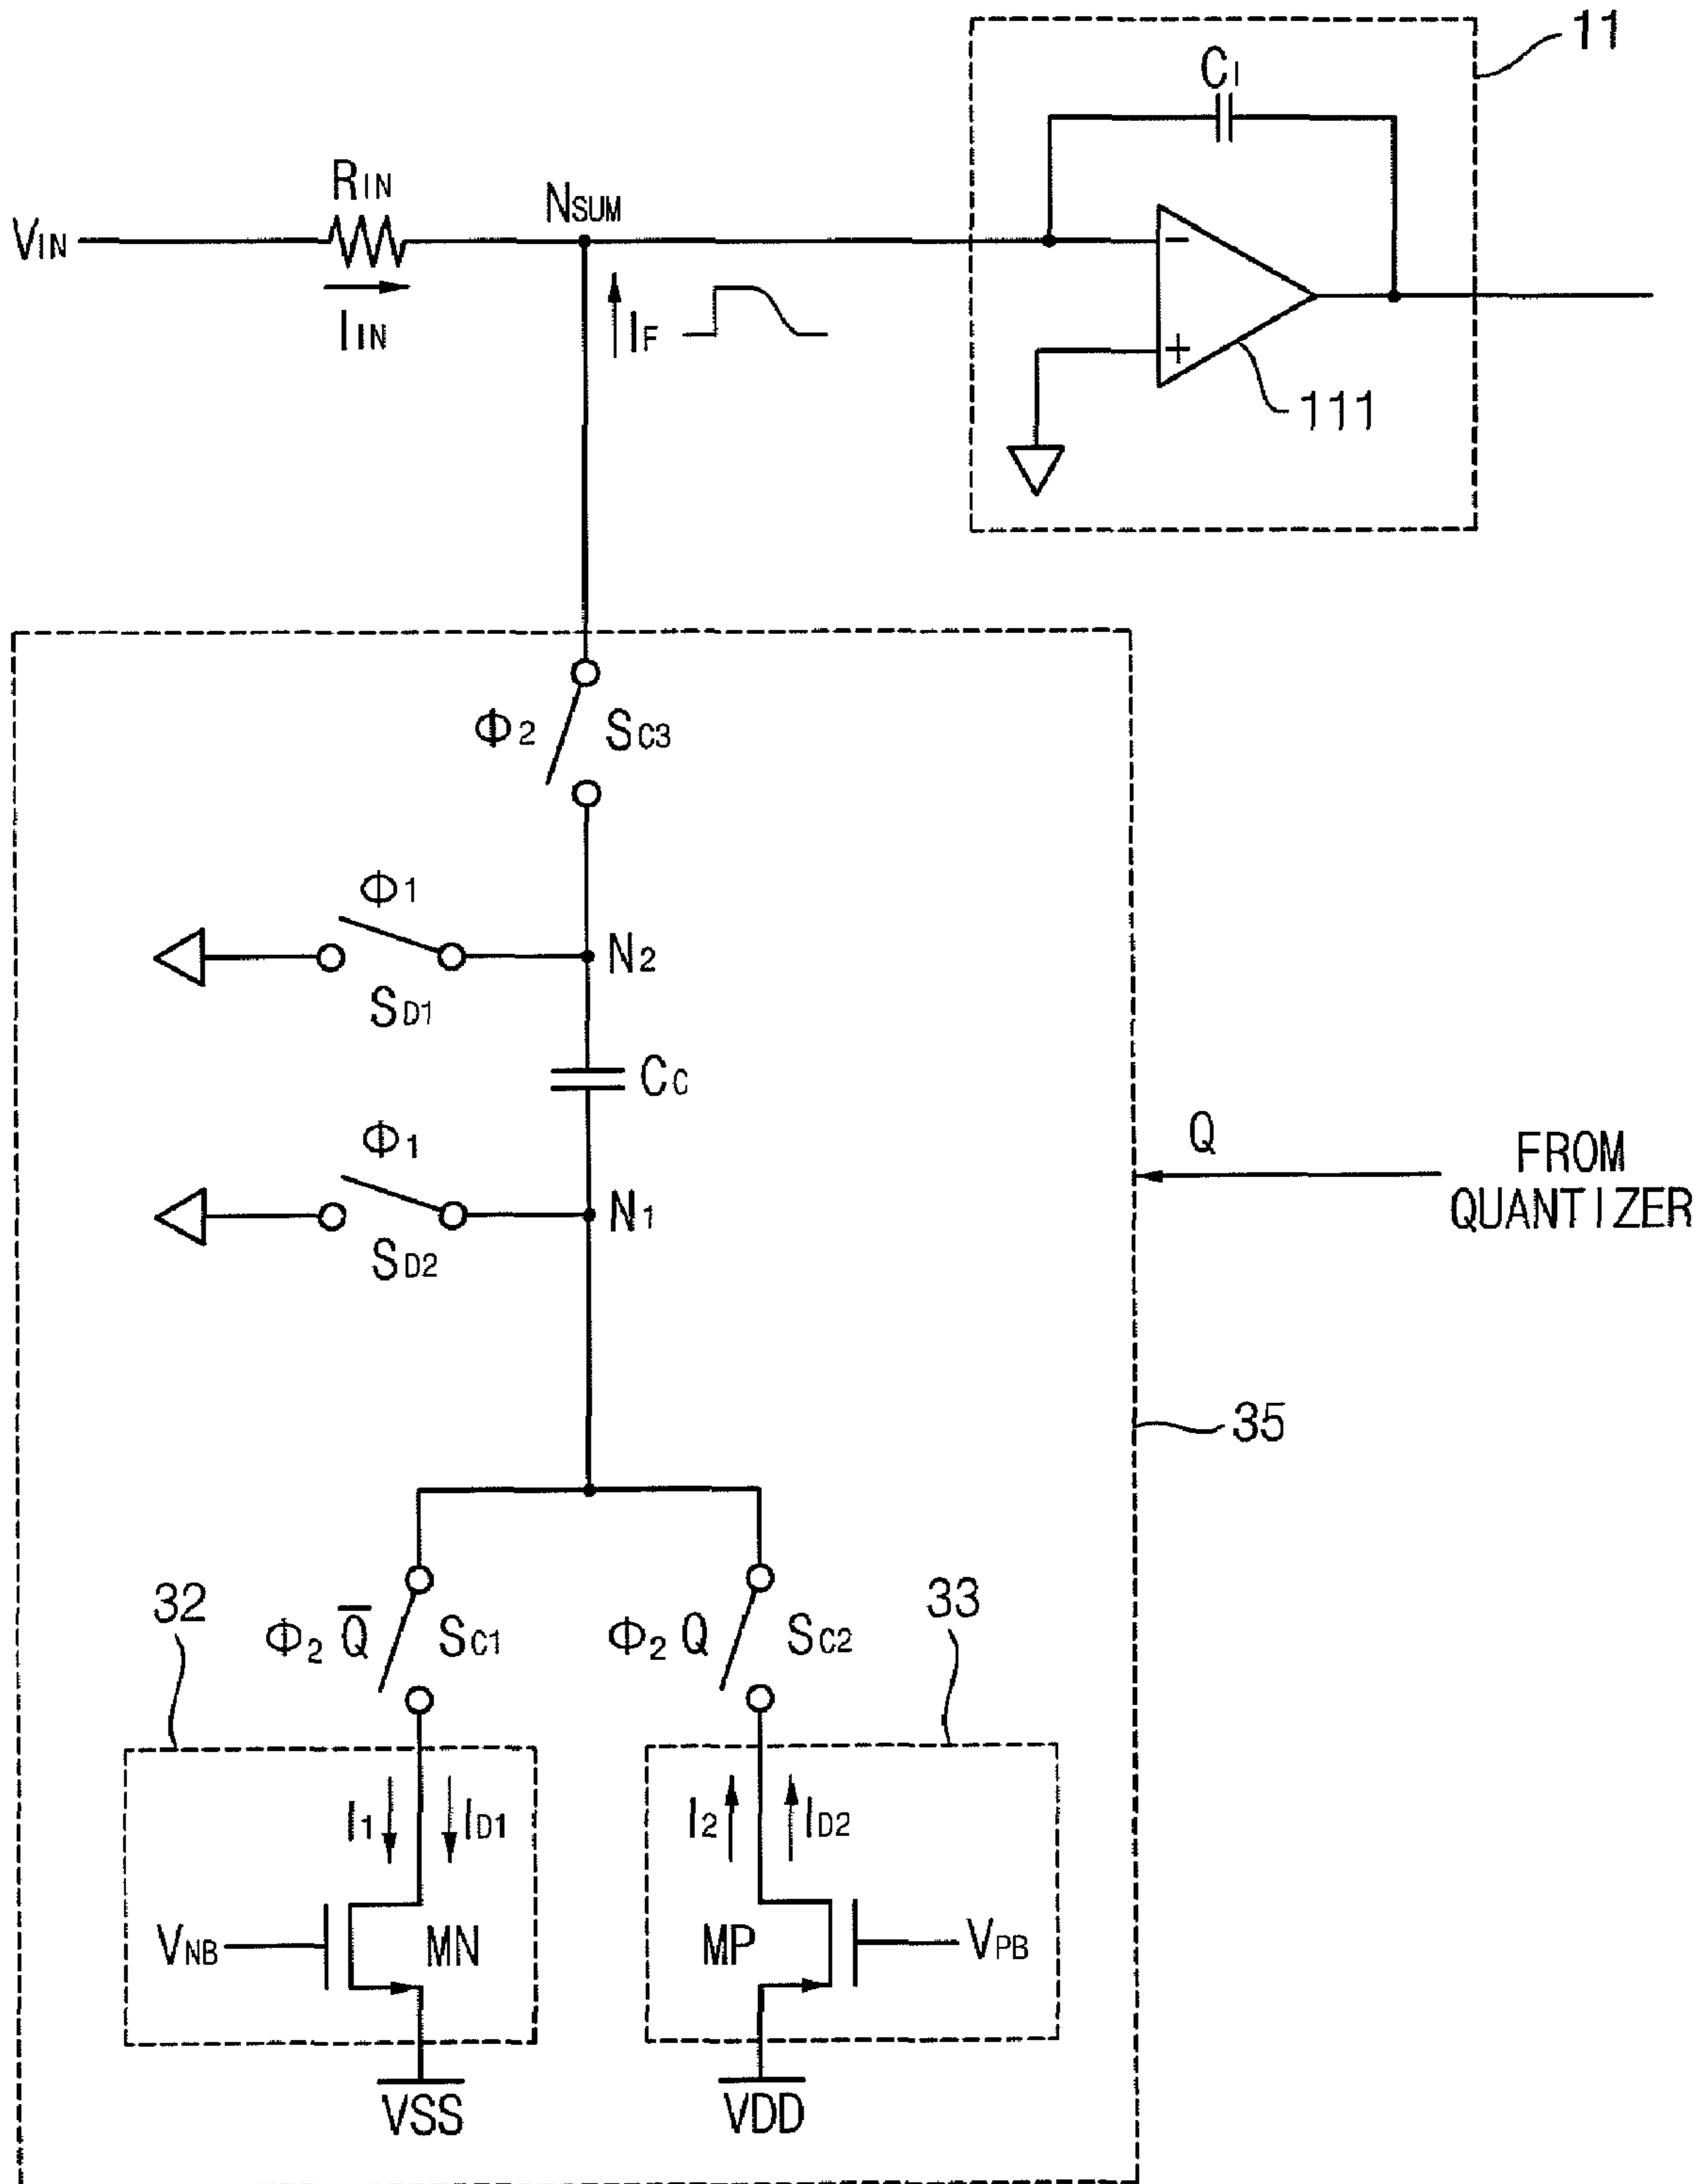 11
CI
RIN
NSUM
VIN
−
IIN
IF
+
111
Φ2
SC3
Φ1
N2
SD1
CC
Φ1
Q
FROM
QUANTIZER
N1
SD2
35
32
33
Φ2 Q̅
SC1
Φ2 Q
SC2
I1
ID1
I2
ID2
VNB
MN
MP
VPB
VSS
VDD